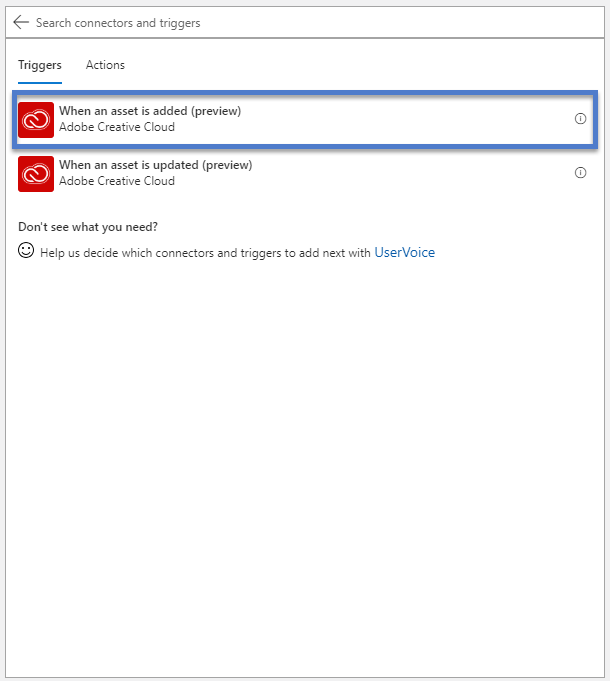 Search connectors and triggers
Triggers Actions
When an asset is added (preview)
Adobe Creative Cloud
When an asset is updated (preview)
Adobe Creative Cloud
Don't see what you need?
Help us decide which connectors and triggers to add next with UserVoice